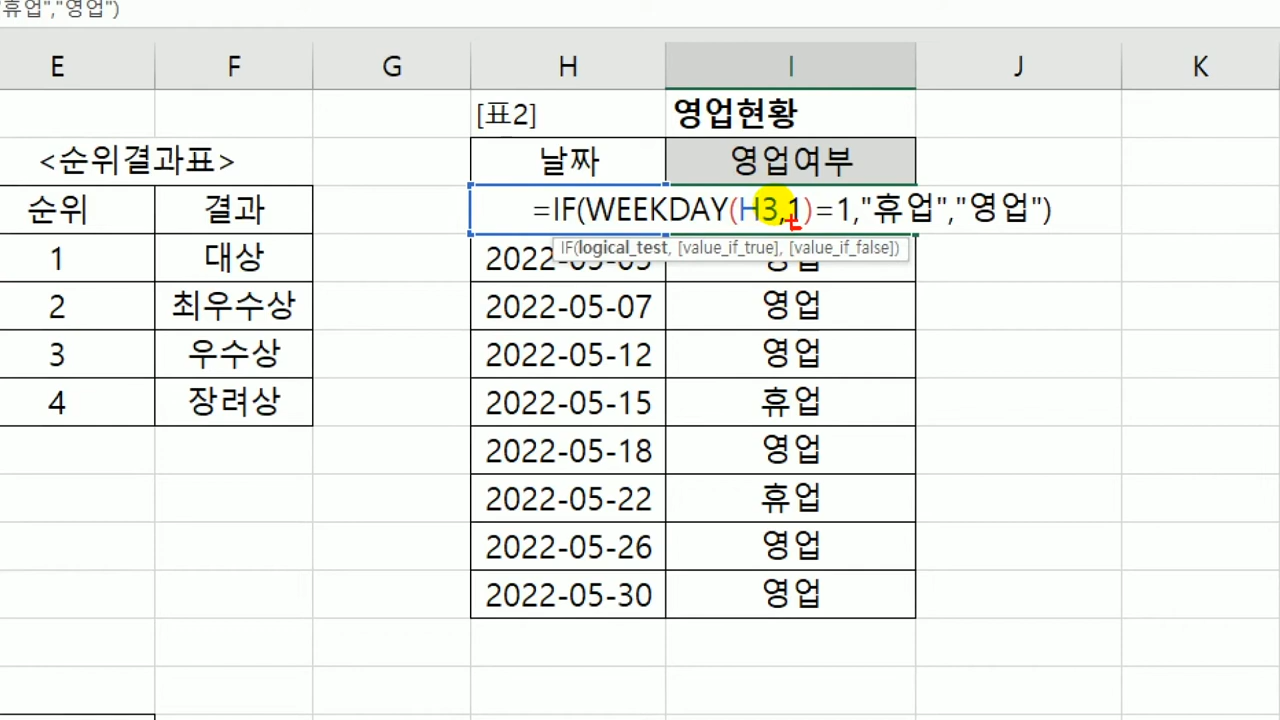 휴업","영업")
E F G H I J K
[표2] 영업현황
<순위결과표> 날짜 영업여부
순위 결과 =IF(WEEKDAY(H3,1)=1,"휴업","영업")
IF(logical_test, [value_if_true], [value_if_false])
1 대상
2 최우수상 2022-05-07 영업
3 우수상 2022-05-12 영업
4 장려상 2022-05-15 휴업
2022-05-18 영업
2022-05-22 휴업
2022-05-26 영업
2022-05-30 영업